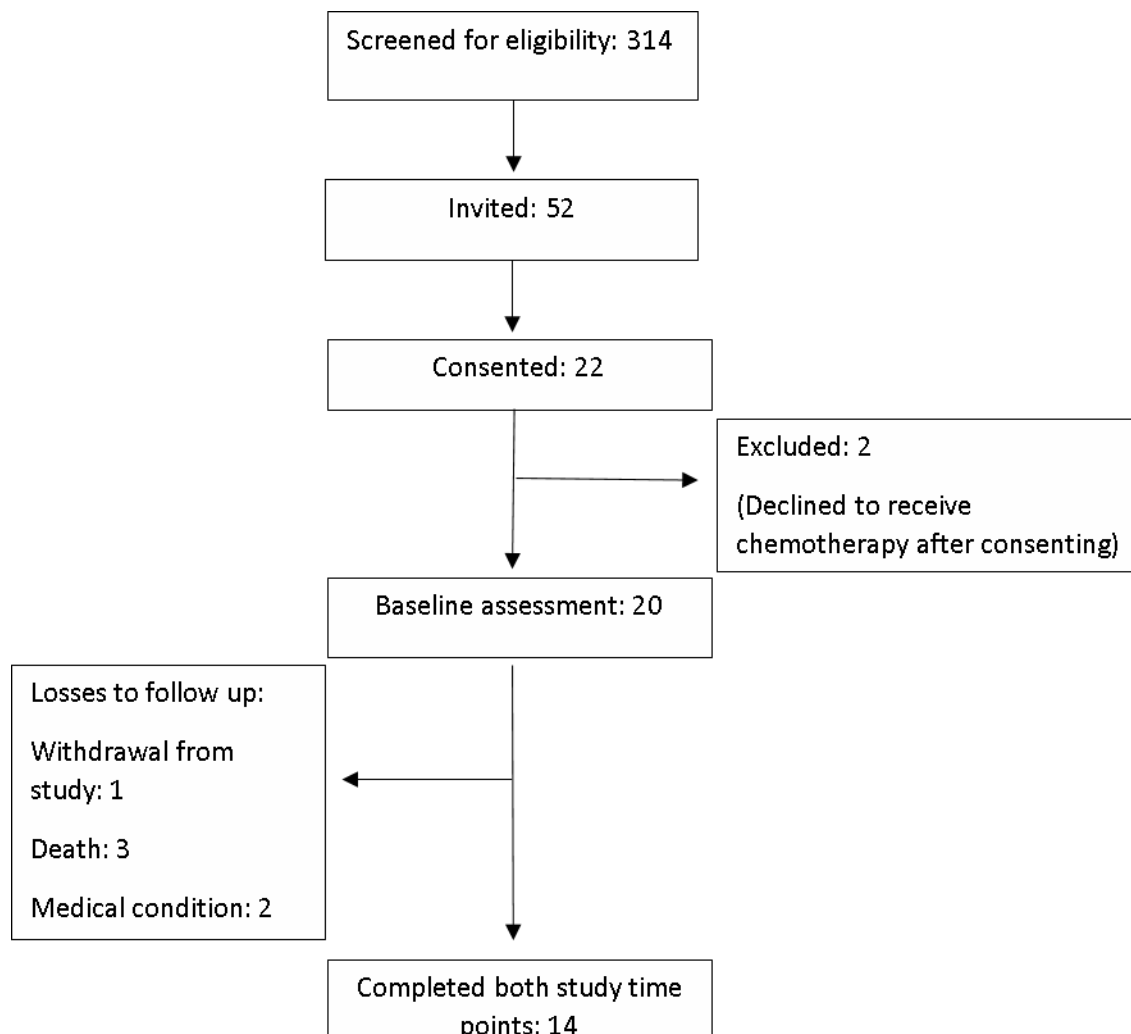 Screened for eligibility: 314
Invited: 52
Consented: 22
Excluded: 2
(Declined to receive
chemotherapy after consenting)
Baseline assessment: 20
Losses to follow up:
Withdrawal from
study: 1
Death: 3
Medical condition: 2
Completed both study time
points: 14